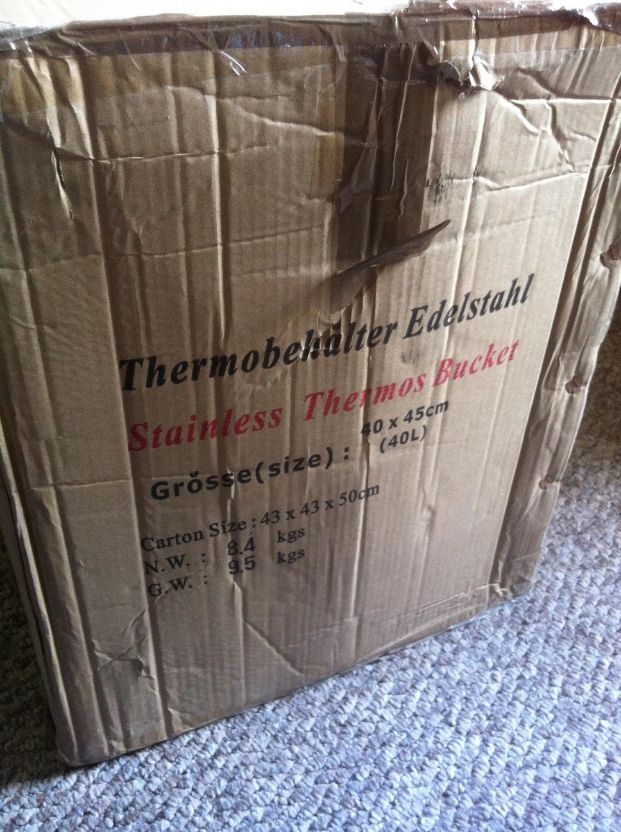 Thermobehälter Edelstahl
Stainless Thermos Bucket
Grösse(size) : 40 x 45cm
(40L)
Carton Size : 43 x 43 x 50cm
N.W. : 8.4 kgs
G.W. : 9.5 kgs